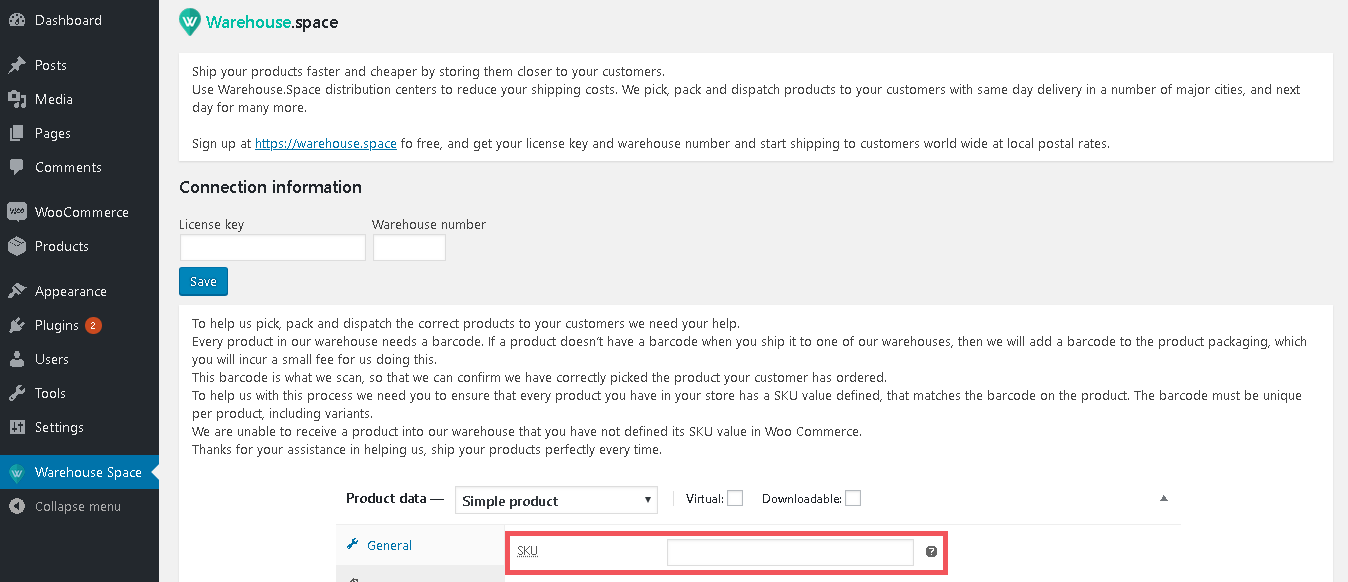 Dashboard
Posts
Media
Pages
Comments
WooCommerce
Products
Appearance
Plugins 2
Users
Tools
Settings
Warehouse Space
Collapse menu
Warehouse.space
Ship your products faster and cheaper by storing them closer to your customers.
Use Warehouse.Space distribution centers to reduce your shipping costs. We pick, pack and dispatch products to your customers with same day delivery in a number of major cities, and next
day for many more.
Sign up at https://warehouse.space fo free, and get your license key and warehouse number and start shipping to customers world wide at local postal rates.
Connection information
License key Warehouse number
Save
To help us pick, pack and dispatch the correct products to your customers we need your help.
Every product in our warehouse needs a barcode. If a product doesn't have a barcode when you ship it to one of our warehouses, then we will add a barcode to the product packaging, which
you will incur a small fee for us doing this.
This barcode is what we scan, so that we can confirm we have correctly picked the product your customer has ordered.
To help us with this process we need you to ensure that every product you have in your store has a SKU value defined, that matches the barcode on the product. The barcode must be unique
per product, including variants.
We are unable to receive a product into our warehouse that you have not defined its SKU value in Woo Commerce.
Thanks for your assistance in helping us, ship your products perfectly every time.
Product data — Simple product Virtual: Downloadable:
General SKU ?